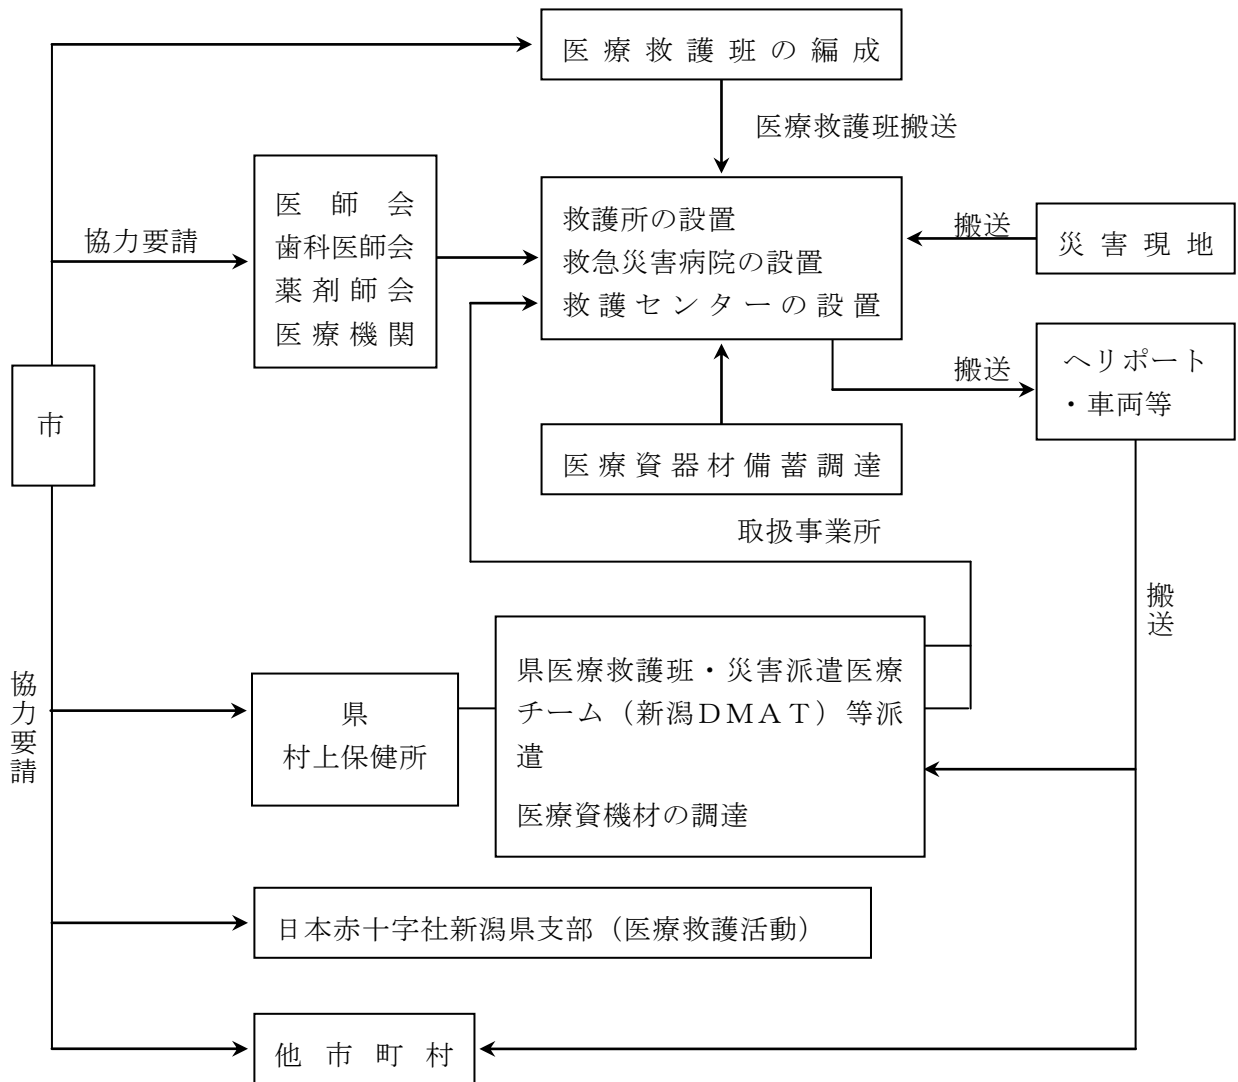 医療救護班の編成
医療救護班搬送
医師会
歯科医師会
薬剤師会
医療機関
協力要請
救護所の設置
救急災害病院の設置
救護センターの設置
搬送
災害現地
市
搬送
ヘリポート
・車両等
医療資器材備蓄調達
取扱事業所
搬送
協力要請
県
村上保健所
県医療救護班・災害派遣医療
チーム（新潟ＤＭＡＴ）等派
遣
医療資機材の調達
日本赤十字社新潟県支部（医療救護活動）
他市町村